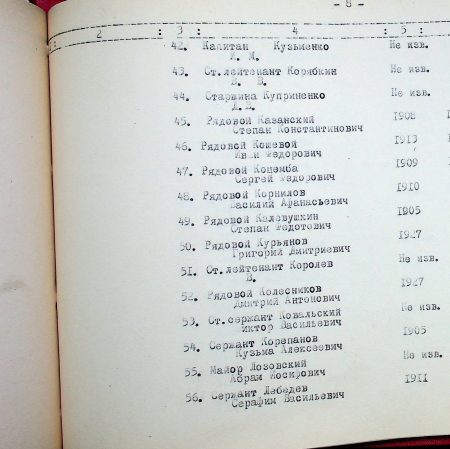 - 8 -
2 : 3 : 4 : 5 :
42. Капитан Кузьменко Не изв.
И. М.
43. Ст.лейтенант Корябкин Не изв.
В. В.
44. Старшина Куприненко Не изв.
45. Рядовой Казанский 1908
Степан Константинович
46. Рядовой Кошевой 1913
Иван Федорович
47. Рядовой Коцемба 1909
Сергей Федорович
48. Рядовой Корнилов 1910
Василий Афанасьевич
49. Рядовой Калевушкин 1905
Степан Федотович
50. Рядовой Курьянов 1927
Григорий Дмитриевич
51. Ст.лейтенант Королев Не изв.
В.
52. Рядовой Колесников 1927
Дмитрий Антонович
53. Ст.сержант Ковальский Не изв.
Виктор Васильевич
54. Сержант Корепанов 1905
Кузьма Алексеевич
55. Майор Лозовский Не изв.
Абрам Иосифович
56. Сержант Лебедев 1911
Серафим Васильевич